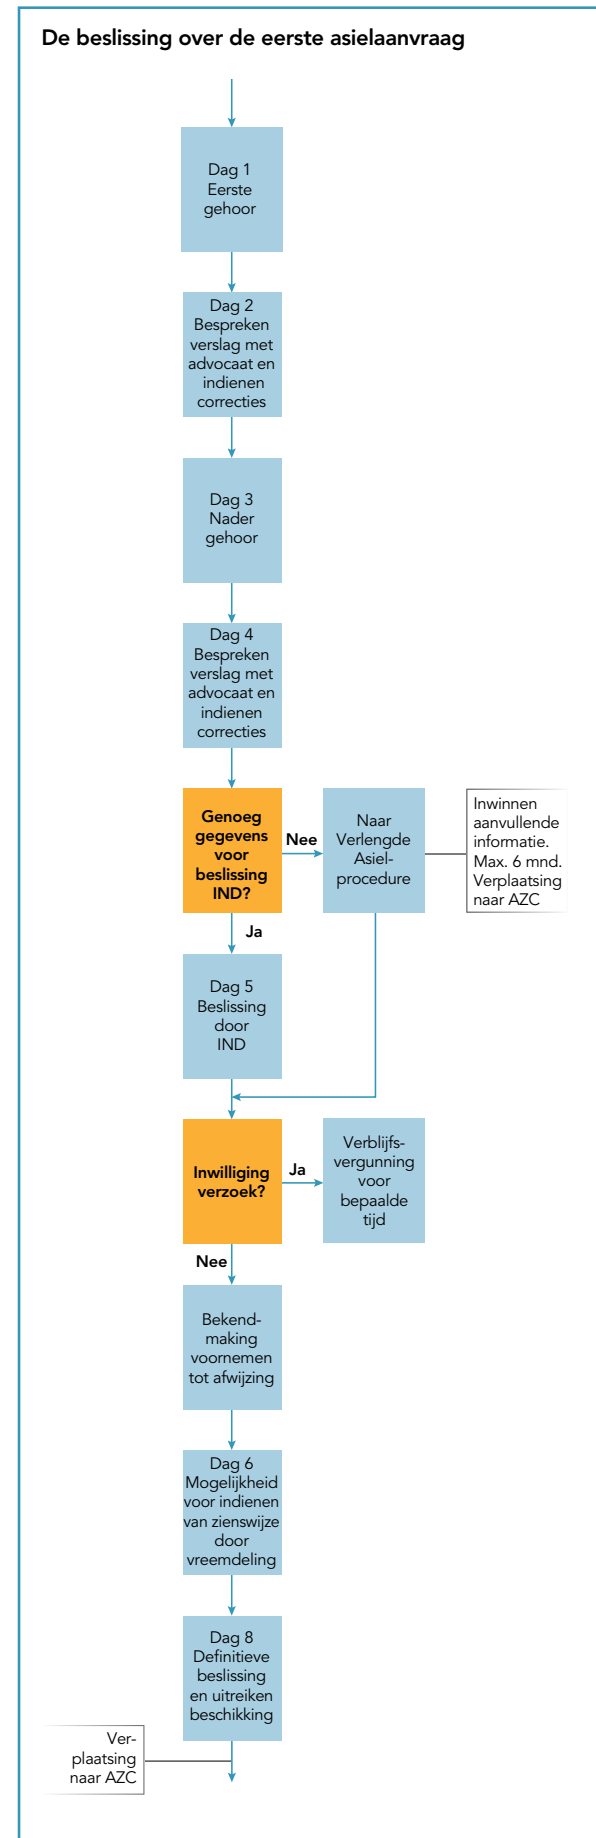 De beslissing over de eerste asielaanvraag
Dag 1
Eerste
gehoor
Dag 2
Bespreken
verslag met
advocaat en
indienen
correcties
Dag 3
Nader
gehoor
Dag 4
Bespreken
verslag met
advocaat en
indienen
correcties
Genoeg
gegevens
voor
beslissing
IND?
Nee
Naar
Verlengde
Asiel-
procedure
Inwinnen
aanvullende
informatie.
Max. 6 mnd.
Verplaatsing
naar AZC
Ja
Dag 5
Beslissing
door
IND
Inwilliging
verzoek?
Ja
Verblijfs-
vergunning
voor
bepaalde
tijd
Nee
Bekend-
making
voornemen
tot afwijzing
Dag 6
Mogelijkheid
voor indienen
van zienswijze
door
vreemdeling
Dag 8
Definitieve
beslissing
en uitreiken
beschikking
Ver-
plaatsing
naar AZC